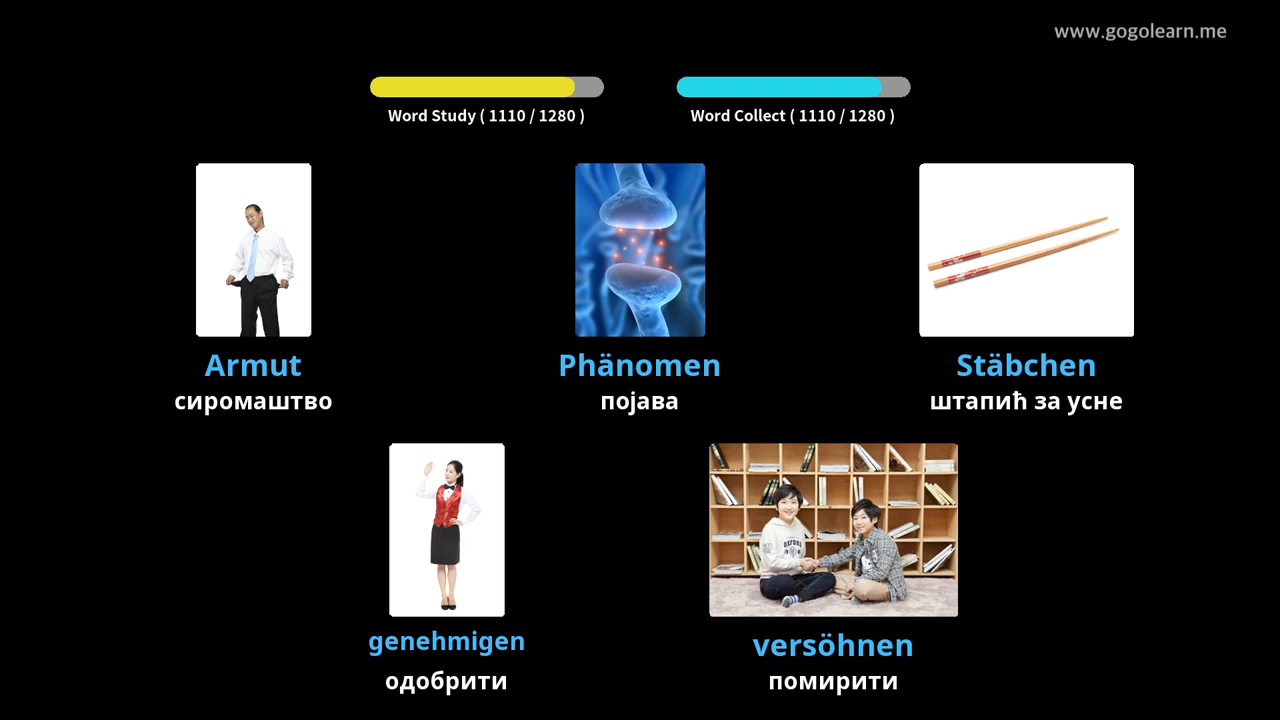 www.gogolearn.me
Word Study ( 1110 / 1280 )
Word Collect ( 1110 / 1280 )
Armut
сиромаштво
Phänomen
појава
Stäbchen
штапић за усне
genehmigen
одобрити
versöhnen
помирити